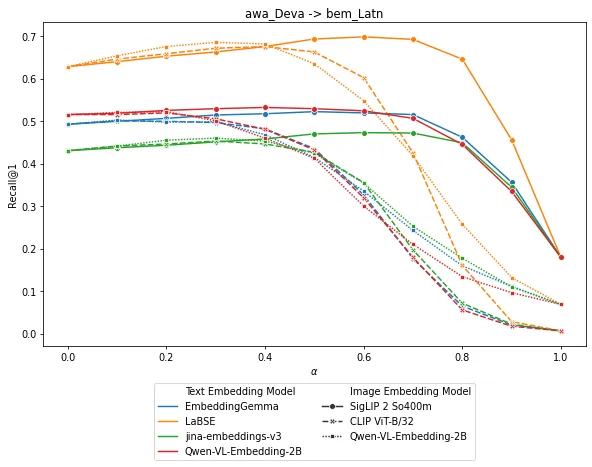 awa_Deva -> bem_Latn
0.7
0.6
0.5
0.4
0.3
0.2
0.1
0.0
Recall@1
0.0 0.2 0.4 0.6 0.8 1.0
α
Text Embedding Model Image Embedding Model
EmbeddingGemma SigLIP 2 So400m
LaBSE CLIP ViT-B/32
jina-embeddings-v3 Qwen-VL-Embedding-2B
Qwen-VL-Embedding-2B